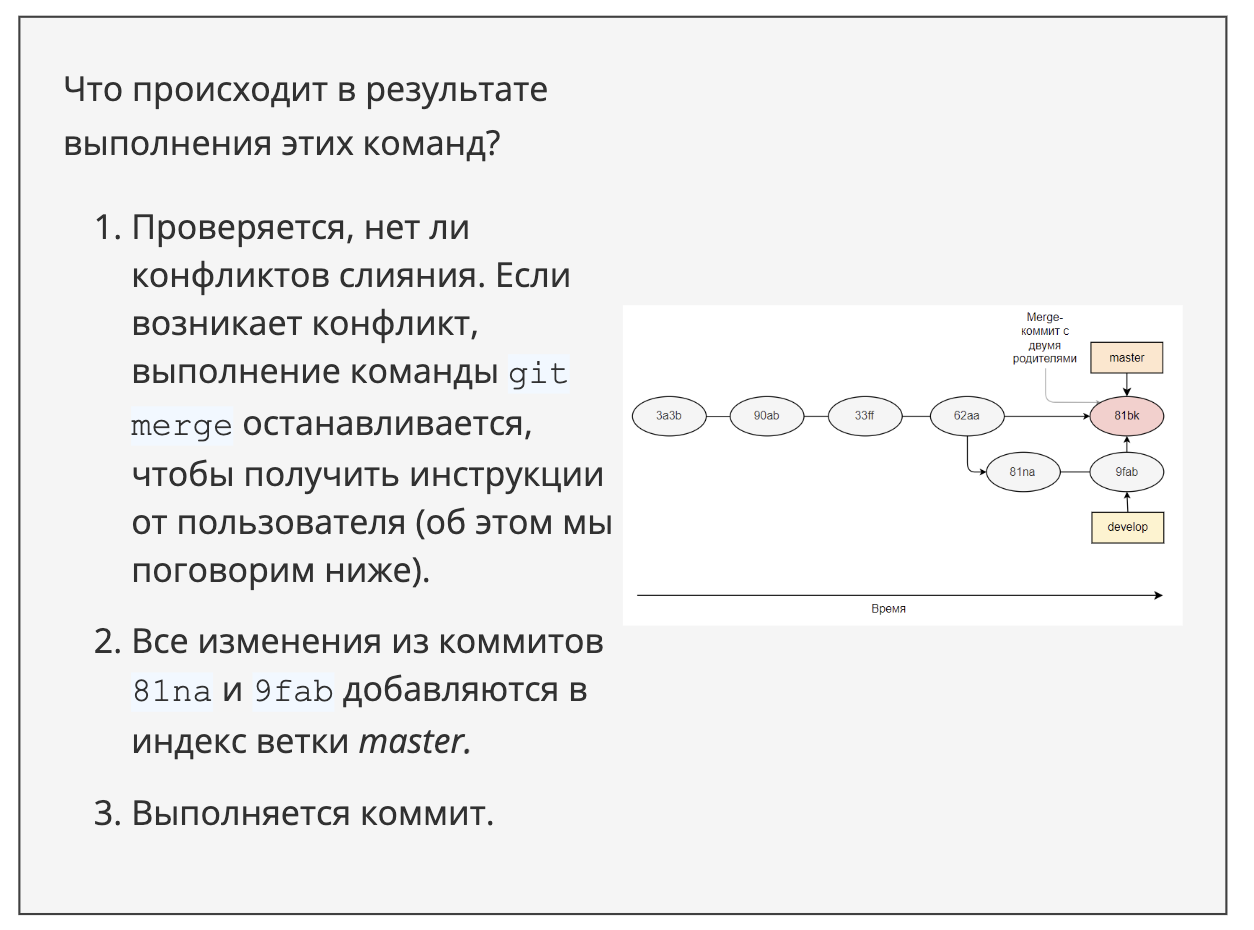 Что происходит в результате
выполнения этих команд?
1. Проверяется, нет ли
конфликтов слияния. Если
возникает конфликт,
выполнение команды git
merge останавливается,
чтобы получить инструкции
от пользователя (об этом мы
поговорим ниже).
2. Все изменения из коммитов
81na и 9fab добавляются в
индекс ветки master.
3. Выполняется коммит.
Merge-
коммит с
двумя
родителями
master
3a3b 90ab 33ff 62aa 81bk
81na 9fab
develop
Время